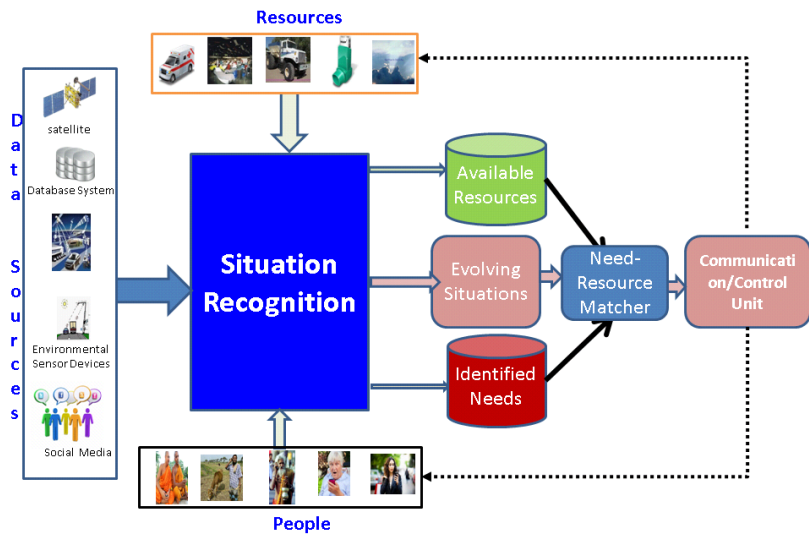 Resources
Data Sources
satellite
Database System
Environmental
Sensor Devices
Social Media
Situation
Recognition
Available
Resources
Evolving
Situations
Identified
Needs
Need-
Resource
Matcher
Communicati
on/Control
Unit
People